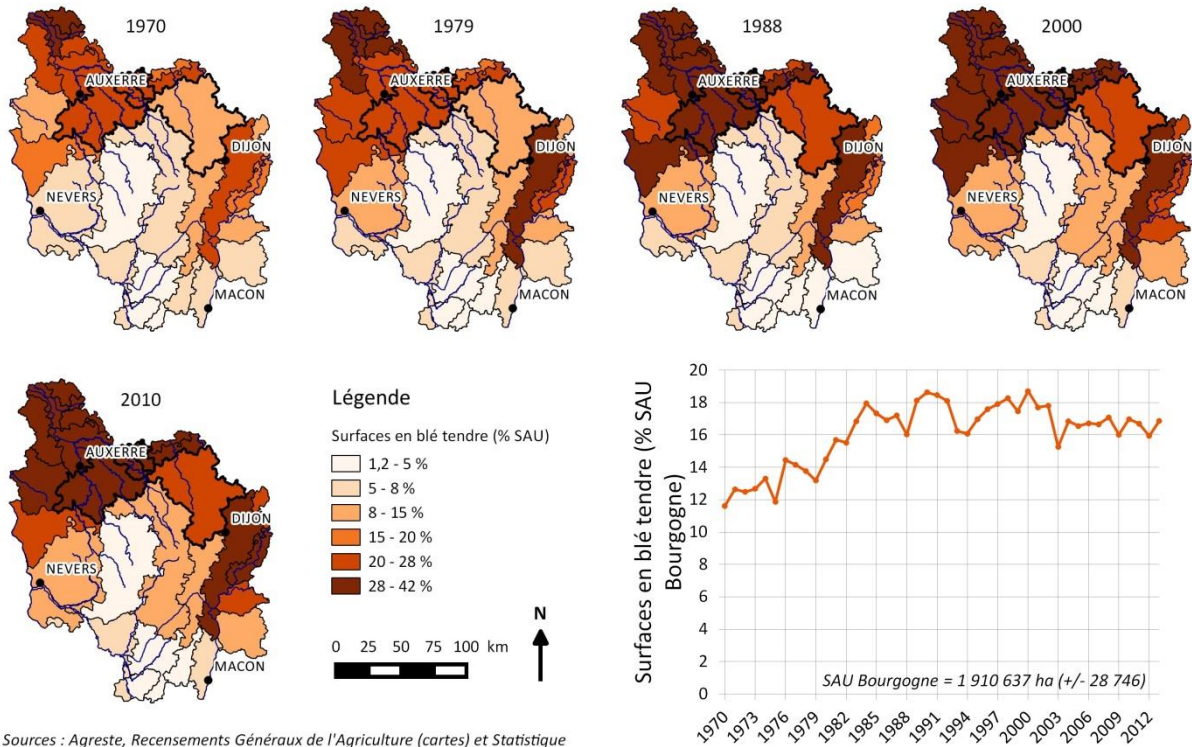 1970
AUXERRE
DIJON
NEVERS
MACON
1979
AUXERRE
DIJON
NEVERS
MACON
1988
AUXERRE
DIJON
NEVERS
MACON
2000
AUXERRE
DIJON
NEVERS
MACON
2010
AUXERRE
DIJON
NEVERS
MACON
Légende
Surfaces en blé tendre (% SAU)
1,2 - 5 %
5 - 8 %
8 - 15 %
15 - 20 %
20 - 28 %
28 - 42 %
0 25 50 75 100 km
N
Surfaces en blé tendre (% SAU
Bourgogne)
20
18
16
14
12
10
8
6
4
2
0
SAU Bourgogne = 1 910 637 ha (+/- 28 746)
1970 1973 1976 1979 1982 1985 1988 1991 1994 1997 2000 2003 2006 2009 2012
Sources : Agreste, Recensements Généraux de l'Agriculture (cartes) et Statistique